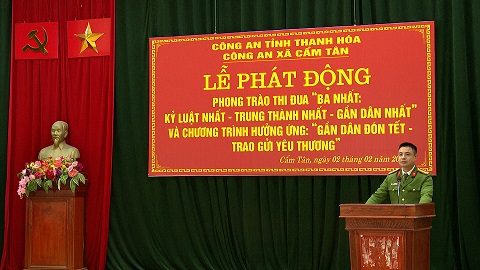 CÔNG AN TỈNH THANH HÓA
CÔNG AN XÃ CẨM TÂN
LỄ PHÁT ĐỘNG
PHONG TRÀO THI ĐUA "BA NHẤT:
KỶ LUẬT NHẤT - TRUNG THÀNH NHẤT - GẦN DÂN NHẤT"
VÀ CHƯƠNG TRÌNH HƯỞNG ỨNG: "GẦN DÂN ĐÓN TẾT -
TRAO GỬI YÊU THƯƠNG"
Cẩm Tân, ngày 02 tháng 02 năm